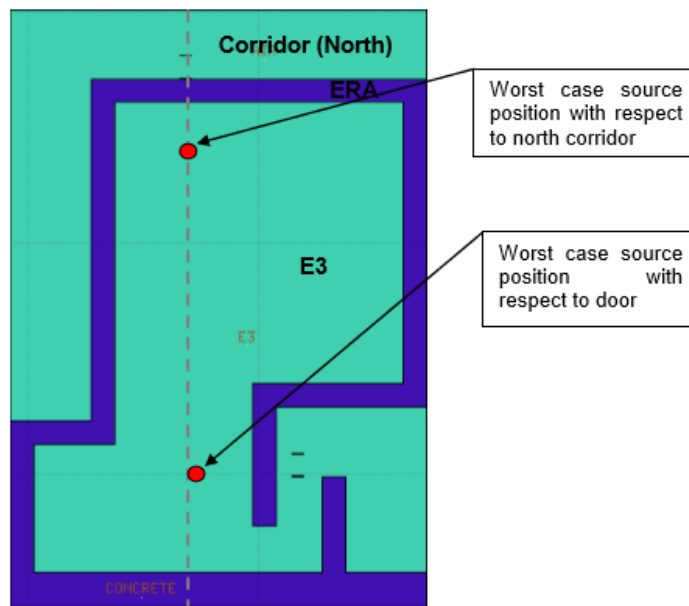 Corridor (North)
ERA
Worst case source
position with respect
to north corridor
E3
Worst case source
position with
respect to door
E3
CONCRETE